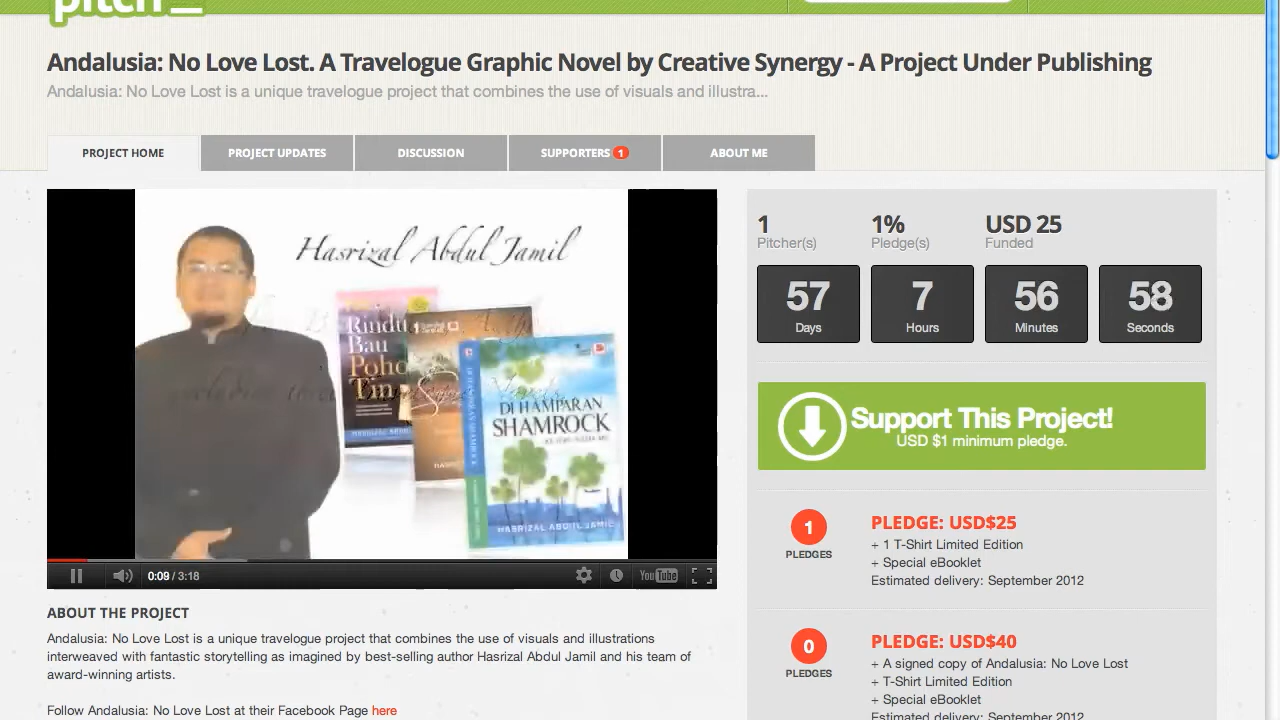 pitch_
Andalusia: No Love Lost. A Travelogue Graphic Novel by Creative Synergy - A Project Under Publishing
Andalusia: No Love Lost is a unique travelogue project that combines the use of visuals and illustra...
PROJECT HOME
PROJECT UPDATES
DISCUSSION
SUPPORTERS 1
ABOUT ME
Hasrizal Abdul Jamil
Rindu
Bau
Poho
Tin
DI HAMPARAN
SHAMROCK
HASRIZAL ABDUL JAMIL
0:09 / 3:18
YouTube
1
Pitcher(s)
1%
Pledge(s)
USD 25
Funded
57
Days
7
Hours
56
Minutes
58
Seconds
Support This Project!
USD $1 minimum pledge.
1
PLEDGES
PLEDGE: USD$25
+ 1 T-Shirt Limited Edition
+ Special eBooklet
Estimated delivery: September 2012
0
PLEDGES
PLEDGE: USD$40
+ A signed copy of Andalusia: No Love Lost
+ T-Shirt Limited Edition
+ Special eBooklet
Estimated delivery: September 2012
ABOUT THE PROJECT
Andalusia: No Love Lost is a unique travelogue project that combines the use of visuals and illustrations
interweaved with fantastic storytelling as imagined by best-selling author Hasrizal Abdul Jamil and his team of
award-winning artists.
Follow Andalusia: No Love Lost at their Facebook Page here